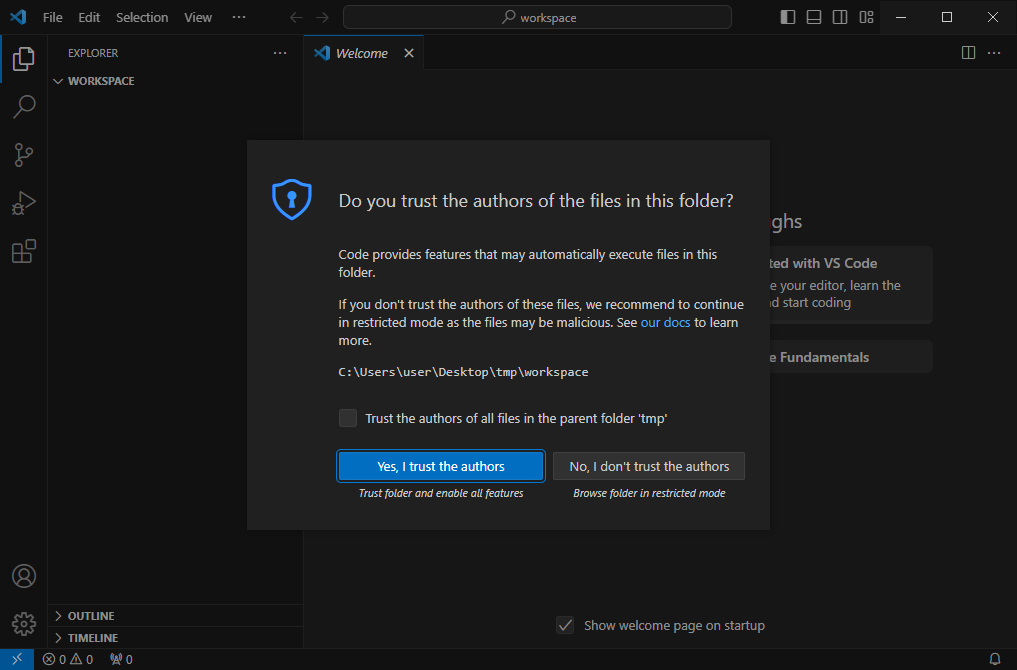 File Edit Selection View ···
workspace
EXPLORER
WORKSPACE
Welcome
Do you trust the authors of the files in this folder?
Code provides features that may automatically execute files in this
folder.
If you don't trust the authors of these files, we recommend to continue
in restricted mode as the files may be malicious. See our docs to learn
more.
C:\Users\user\Desktop\tmp\workspace
Trust the authors of all files in the parent folder 'tmp'
Yes, I trust the authors
No, I don't trust the authors
Trust folder and enable all features
Browse folder in restricted mode
with VS Code
your editor, learn the
start coding
Fundamentals
OUTLINE
TIMELINE
Show welcome page on startup
0 0 0